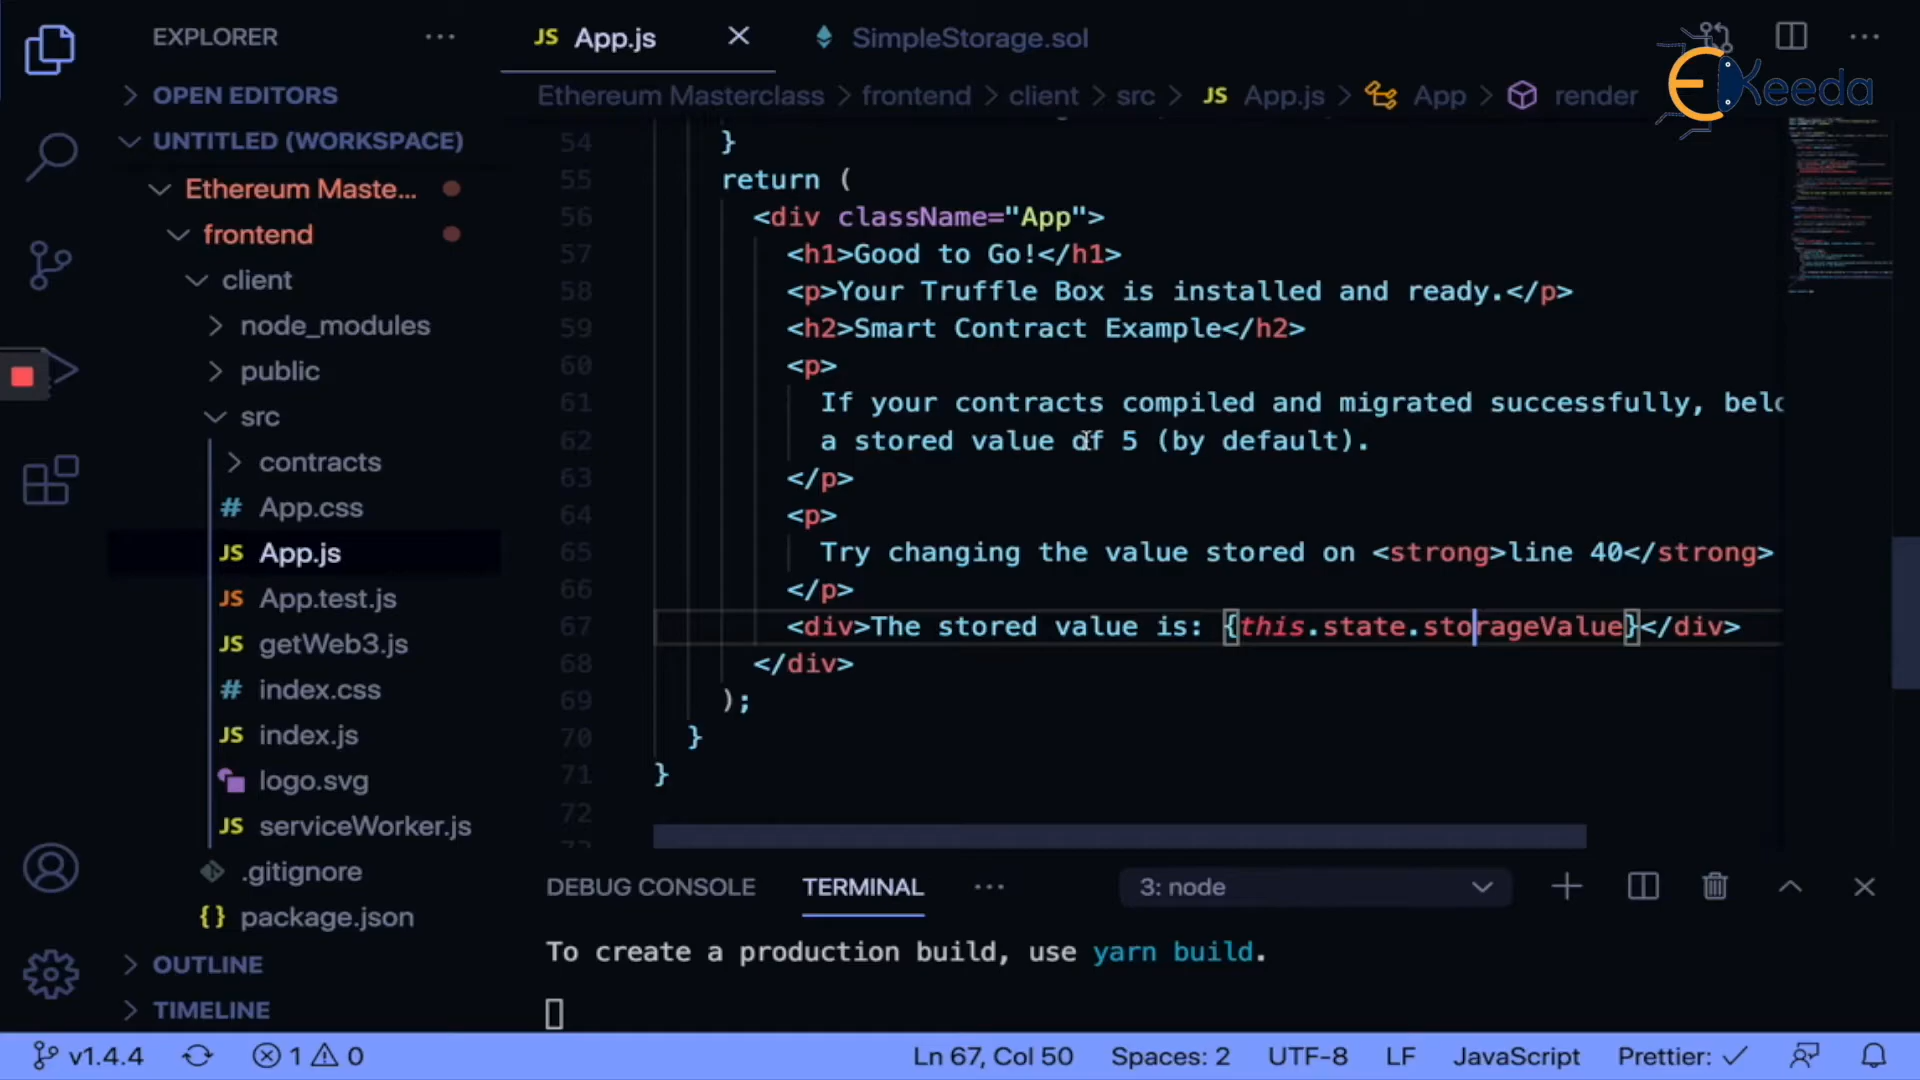 EXPLORER
JS App.js
SimpleStorage.sol
EKeeda
OPEN EDITORS
Ethereum Masterclass > frontend > client > src > JS App.js > App > render
UNTITLED (WORKSPACE)
Ethereum Maste...
frontend
client
node_modules
public
src
contracts
# App.css
JS App.js
JS App.test.js
JS getWeb3.js
# index.css
JS index.js
logo.svg
JS serviceWorker.js
.gitignore
{} package.json
OUTLINE
TIMELINE
54 }
55 return (
56 <div className="App">
57 <h1>Good to Go!</h1>
58 <p>Your Truffle Box is installed and ready.</p>
59 <h2>Smart Contract Example</h2>
60 <p>
61 If your contracts compiled and migrated successfully, belo
62 a stored value of 5 (by default).
63 </p>
64 <p>
65 Try changing the value stored on <strong>line 40</strong>
66 </p>
67 <div>The stored value is: {this.state.storageValue}</div>
68 </div>
69 );
70 }
71 }
72
DEBUG CONSOLE TERMINAL 3: node
To create a production build, use yarn build.
v1.4.4 1 0 Ln 67, Col 50 Spaces: 2 UTF-8 LF JavaScript Prettier: ✓